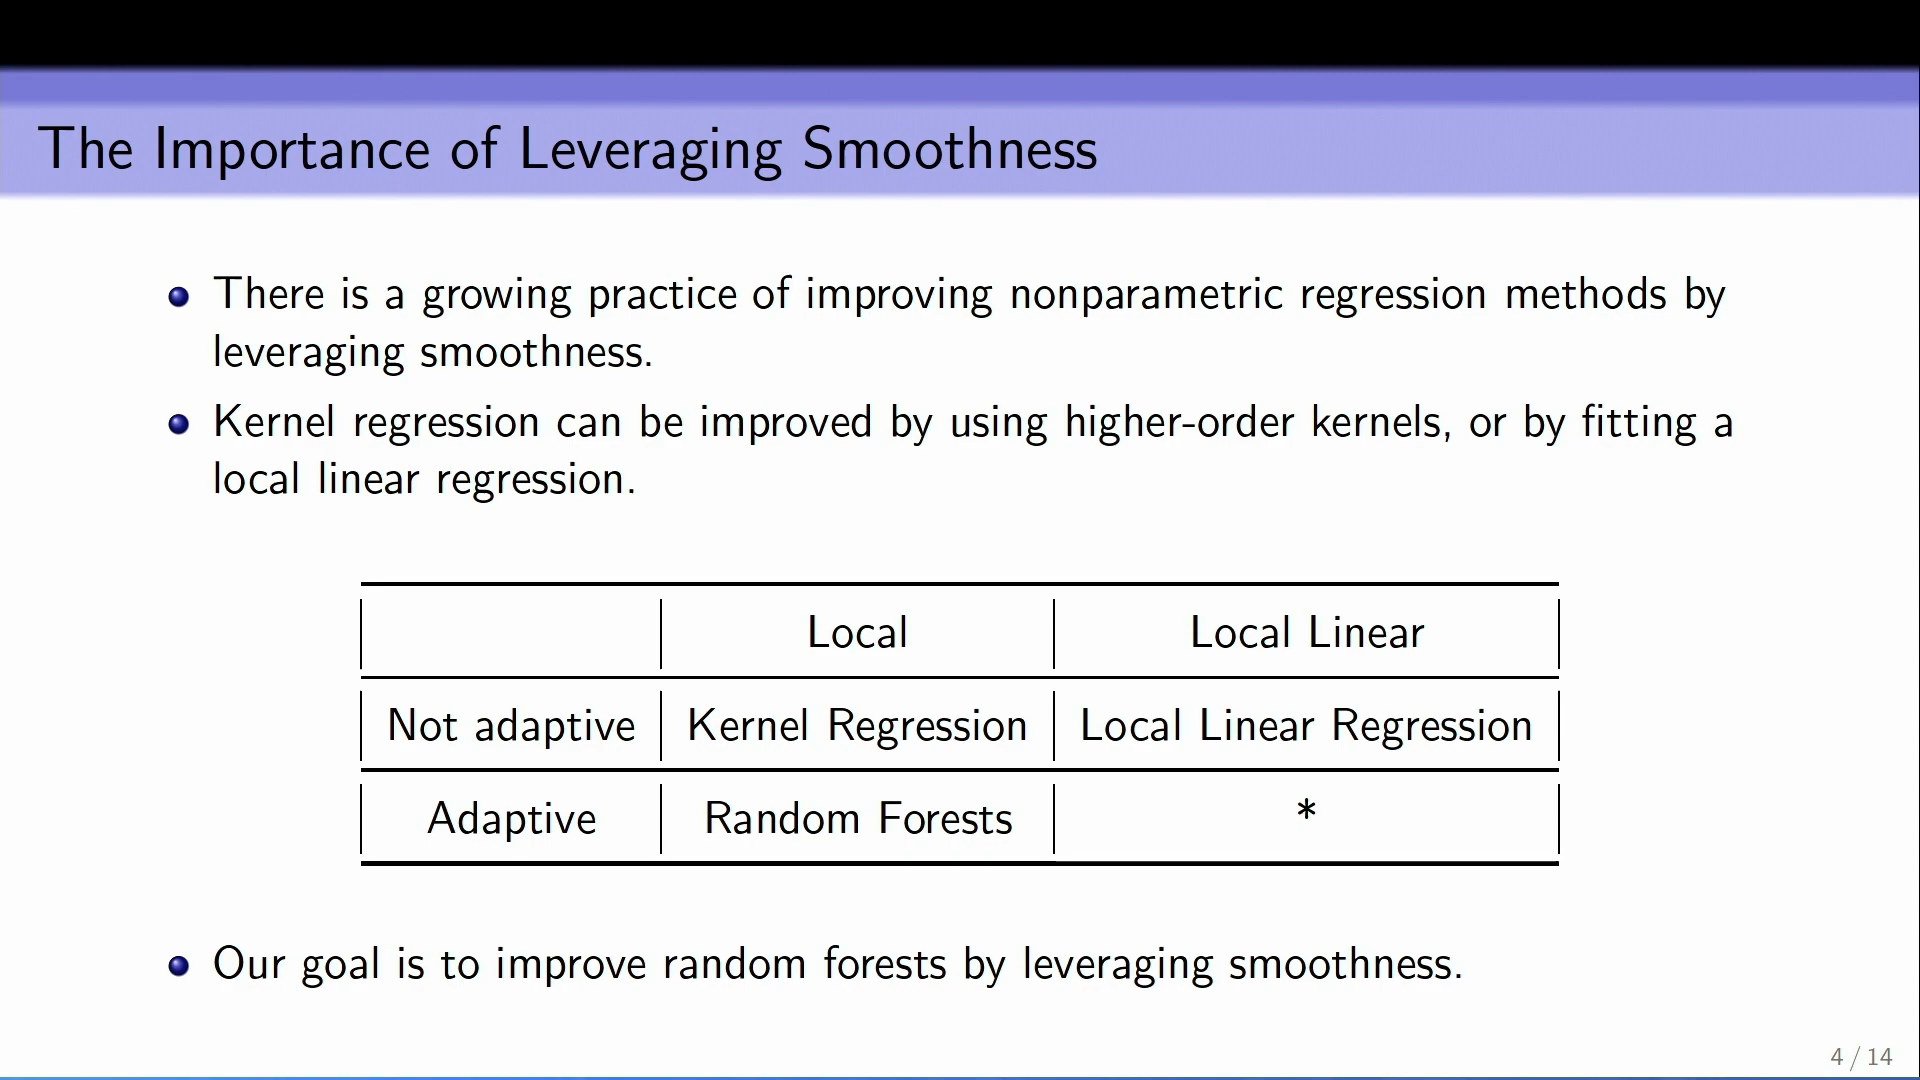 The Importance of Leveraging Smoothness
There is a growing practice of improving nonparametric regression methods by
leveraging smoothness.
Kernel regression can be improved by using higher-order kernels, or by fitting a
local linear regression.
Local Local Linear
Not adaptive Kernel Regression Local Linear Regression
Adaptive Random Forests *
Our goal is to improve random forests by leveraging smoothness.
4 / 14